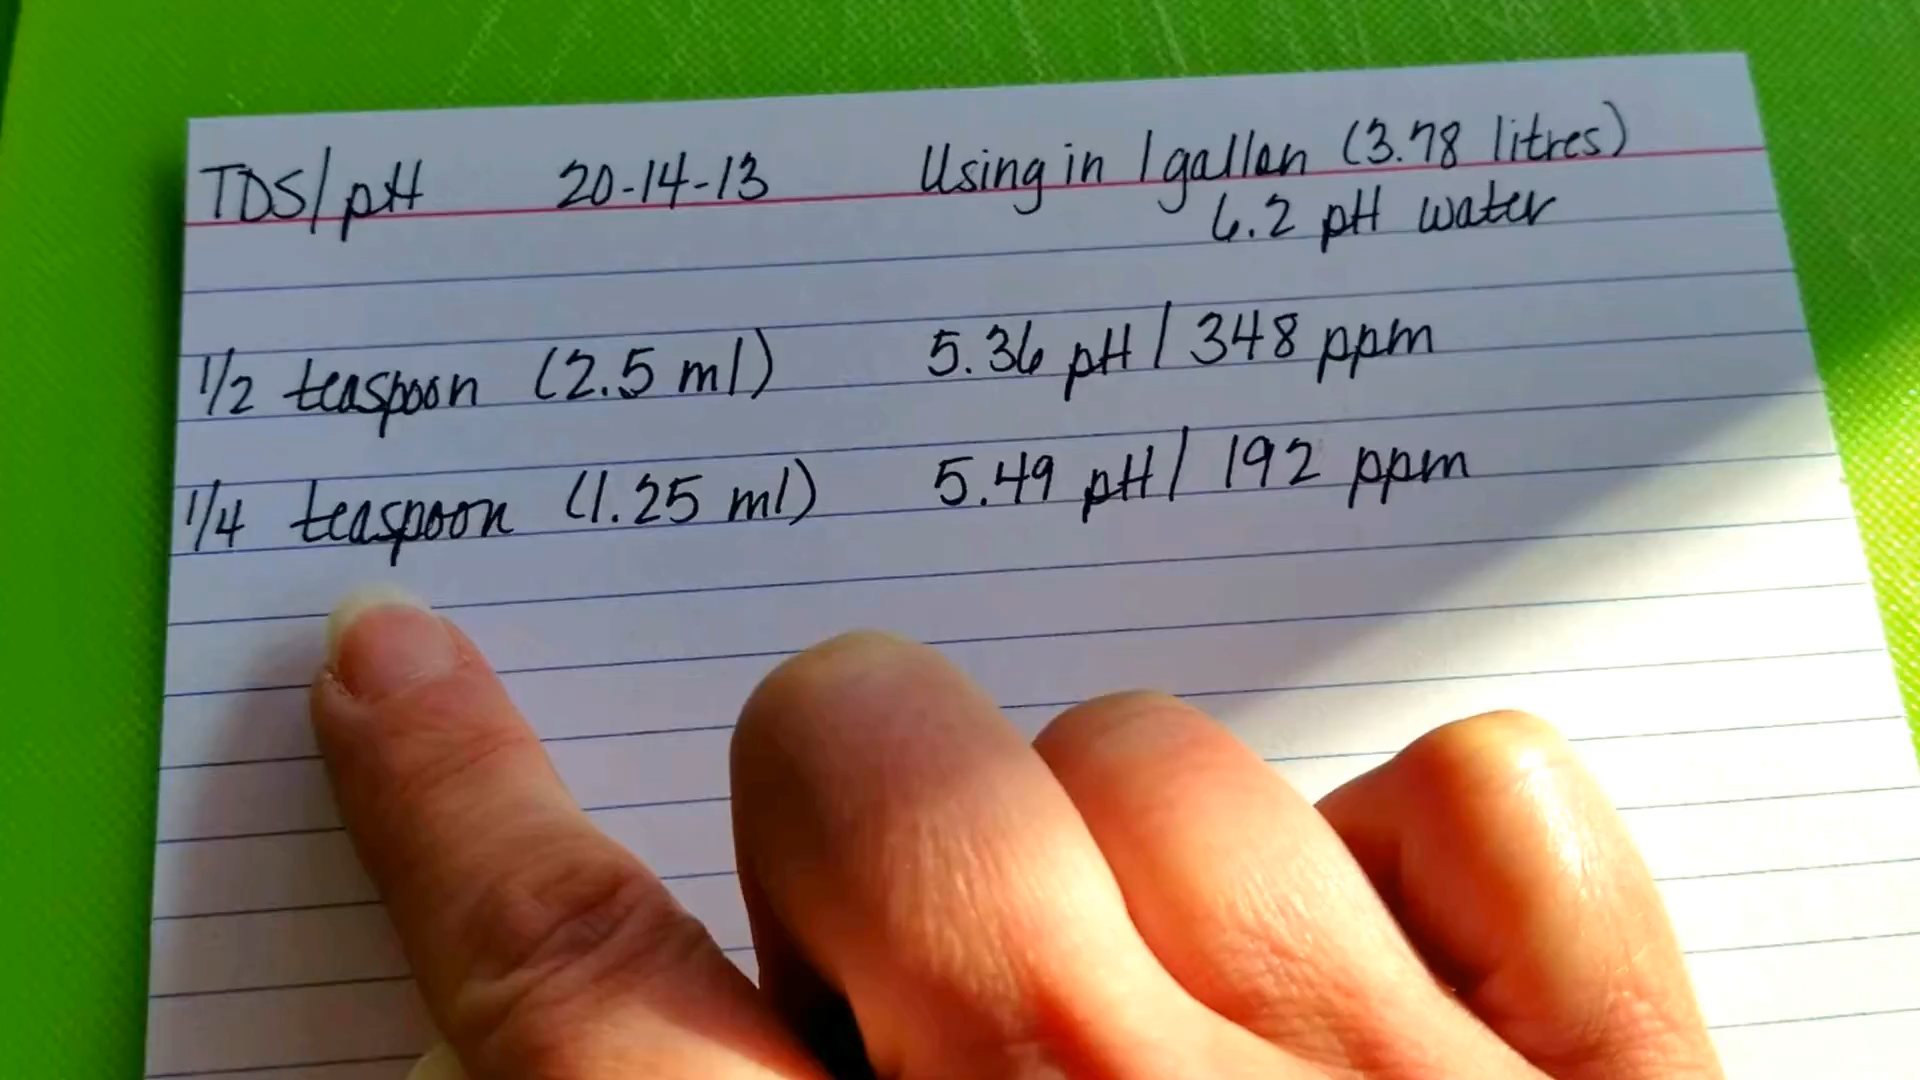 TDS/pH 20-14-13 Using in 1 gallon (3.78 litres)
6.2 pH water
1/2 teaspoon (2.5 ml) 5.36 pH / 348 ppm
1/4 teaspoon (1.25 ml) 5.49 pH / 192 ppm